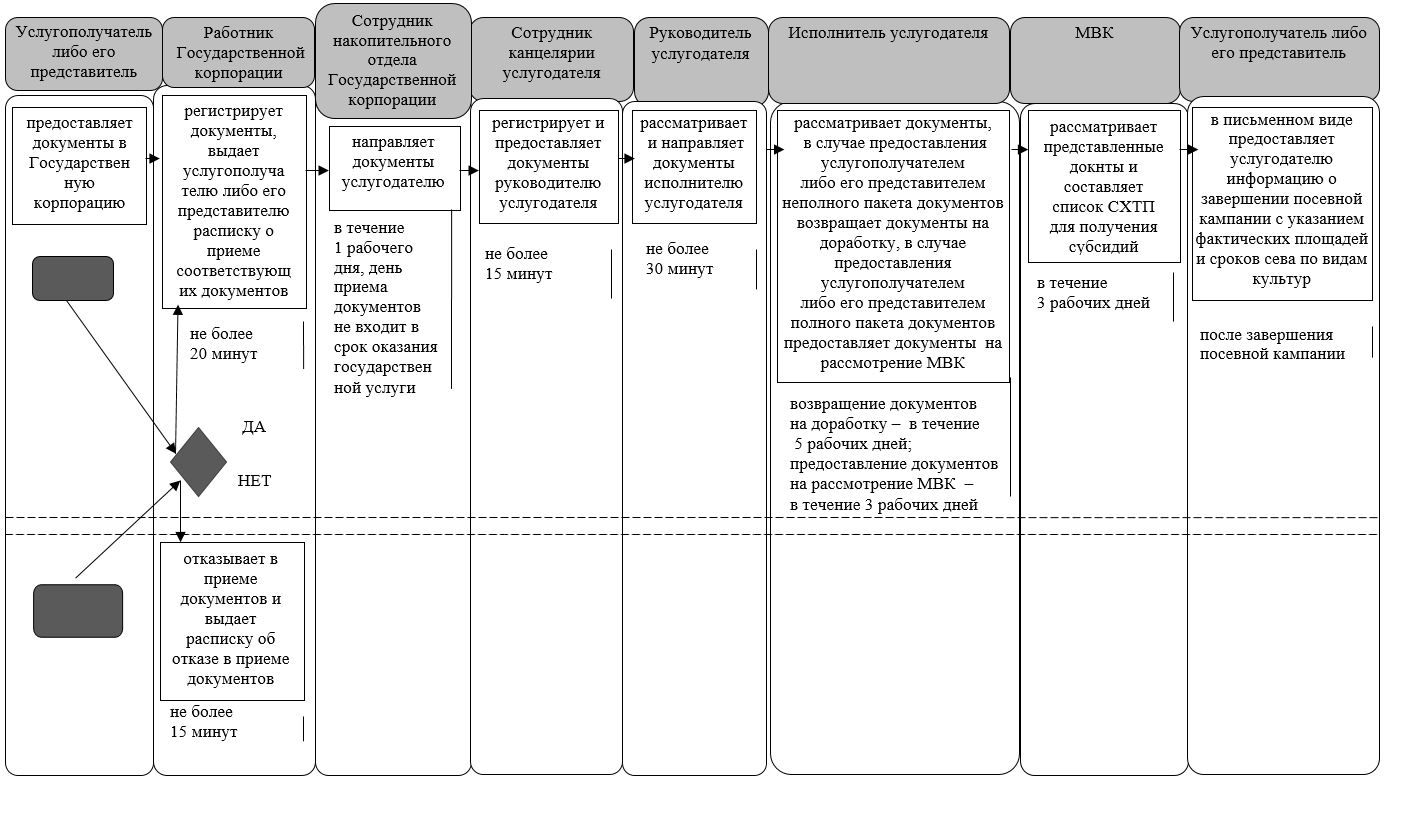 Услугополучатель
либо его
представитель
Работник
Государственной
корпорации
Сотрудник
накопительного
отдела
Государственной
корпорации
Сотрудник
канцелярии
услугодателя
Руководитель
услугодателя
Исполнитель услугодателя
МВК
Услугополучатель либо
его представитель
предоставляет
документы в
Государствен
ную
корпорацию
регистрирует
документы,
выдает
услугополуча
телю либо его
представителю
расписку о
приеме
соответствующ
их документов
не более
20 минут
направляет
документы
услугодателю
в течение
1 рабочего
дня, день
приема
документов
не входит в
срок оказания
государствен
ной услуги
регистрирует и
предоставляет
документы
руководителю
услугодателя
не более
15 минут
рассматривает
и направляет
документы
исполнителю
услугодателя
не более
30 минут
рассматривает документы,
в случае предоставления
услугополучателем
либо его представителем
неполного пакета документов
возвращает документы на
доработку, в случае
предоставления
услугополучателем
либо его представителем
полного пакета документов
предоставляет документы на
рассмотрение МВК
возвращение документов
на доработку – в течение
5 рабочих дней;
предоставление документов
на рассмотрение МВК –
в течение 3 рабочих дней
рассматривает
представленные
докнты и
составляет
список СХТП
для получения
субсидий
в течение
3 рабочих дней
в письменном виде
предоставляет
услугодателю
информацию о
завершении посевной
кампании с указанием
фактических площадей
и сроков сева по видам
культур
после завершения
посевной кампании
ДА
НЕТ
отказывает в
приеме
документов и
выдает
расписку об
отказе в приеме
документов
не более
15 минут